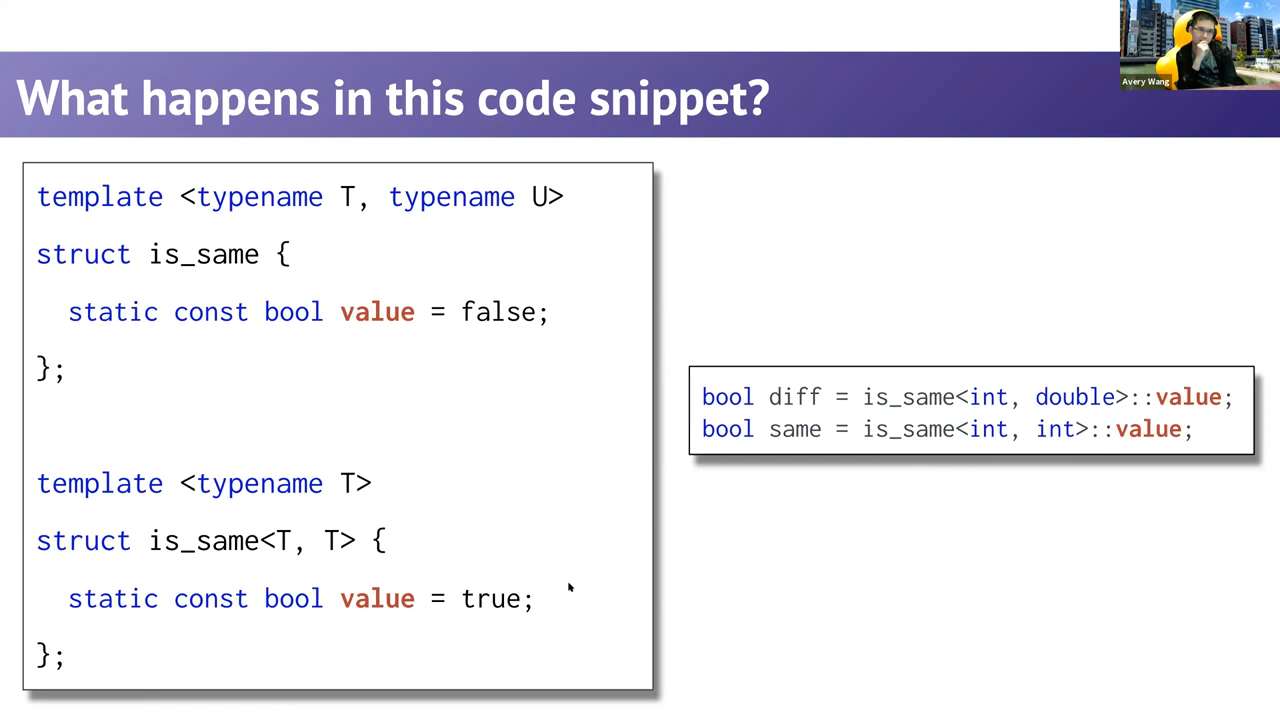 What happens in this code snippet?
Avery Wang
template <typename T, typename U>
struct is_same {
  static const bool value = false;
};
template <typename T>
struct is_same<T, T> {
  static const bool value = true;
};
bool diff = is_same<int, double>::value;
bool same = is_same<int, int>::value;